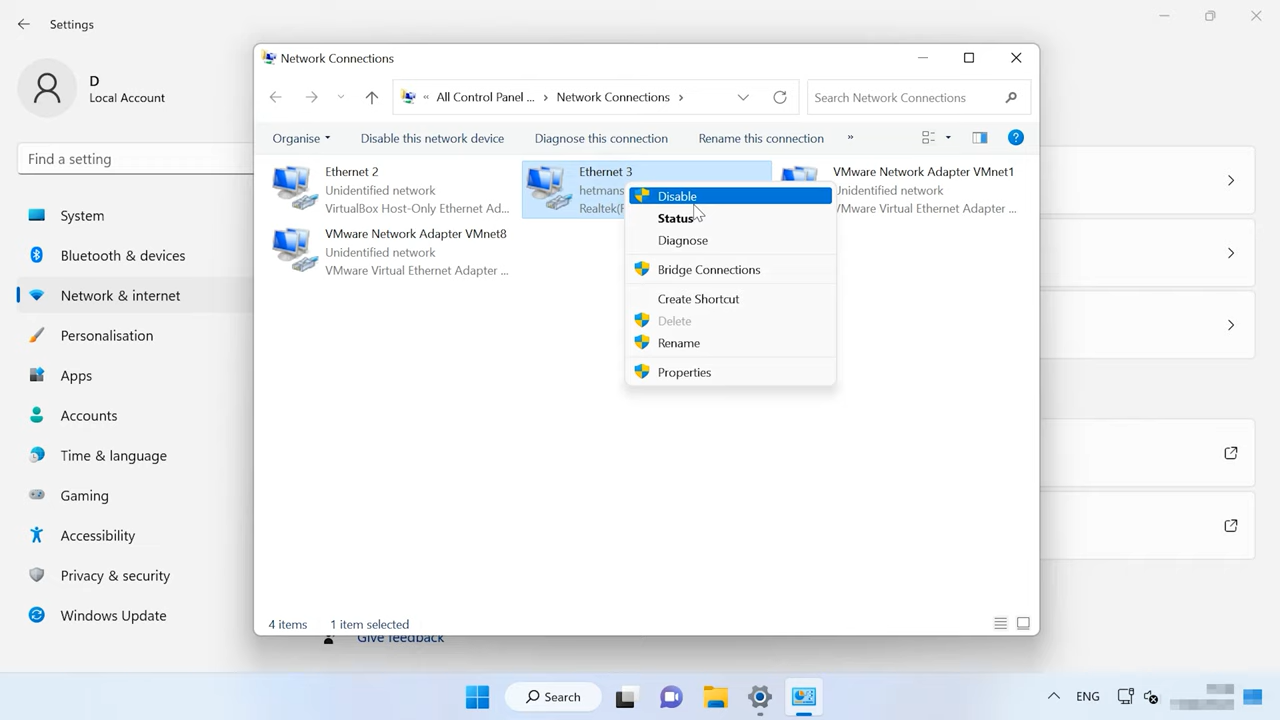 Settings
D
Local Account
Find a setting
System
Bluetooth & devices
Network & internet
Personalisation
Apps
Accounts
Time & language
Gaming
Accessibility
Privacy & security
Windows Update
Network Connections
« All Control Panel ... › Network Connections ›
Search Network Connections
Organise
Disable this network device
Diagnose this connection
Rename this connection
»
Ethernet 2
Unidentified network
VirtualBox Host-Only Ethernet Ad...
Ethernet 3
hetmans
Realtek(
VMware Network Adapter VMnet1
Unidentified network
VMware Virtual Ethernet Adapter ...
VMware Network Adapter VMnet8
Unidentified network
VMware Virtual Ethernet Adapter ...
Disable
Status
Diagnose
Bridge Connections
Create Shortcut
Delete
Rename
Properties
4 items
1 item selected
Give feedback
Search
ENG